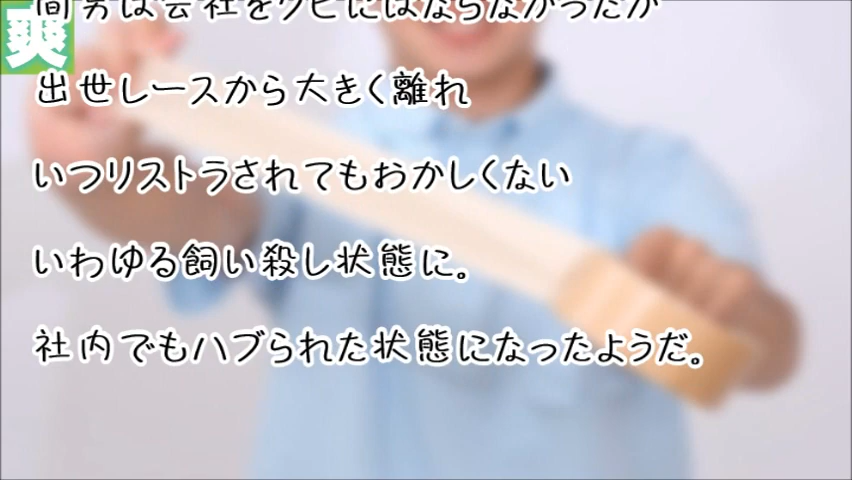 爽
間男は会社をクビにはならなかったが
出世レースから大きく離れ
いつリストラされてもおかしくない
いわゆる飼い殺し状態に。
社内でもハブられた状態になったようだ。